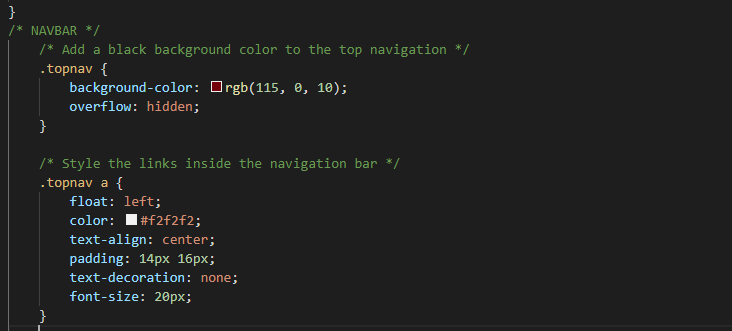 }
/* NAVBAR */
/* Add a black background color to the top navigation */
.topnav {
background-color: rgb(115, 0, 10);
overflow: hidden;
}
/* Style the links inside the navigation bar */
.topnav a {
float: left;
color: #f2f2f2;
text-align: center;
padding: 14px 16px;
text-decoration: none;
font-size: 20px;
}